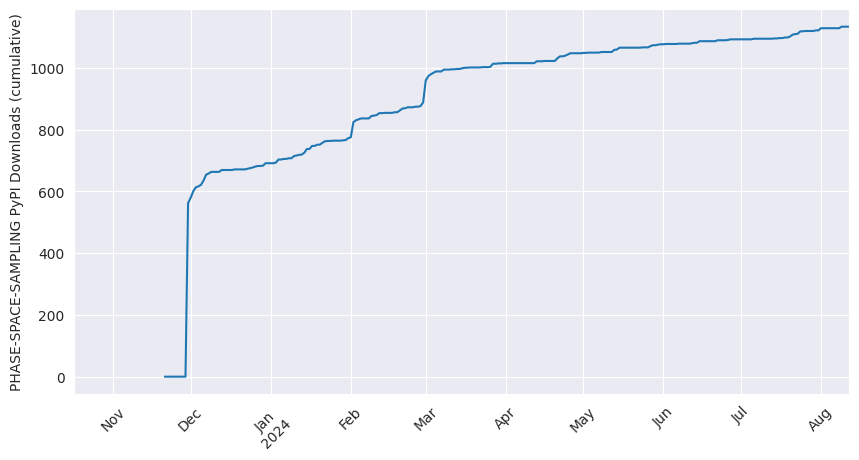 PHASE-SPACE-SAMPLING PyPI Downloads (cumulative)
1000
800
600
400
200
0
Nov
Dec
Jan
2024
Feb
Mar
Apr
May
Jun
Jul
Aug